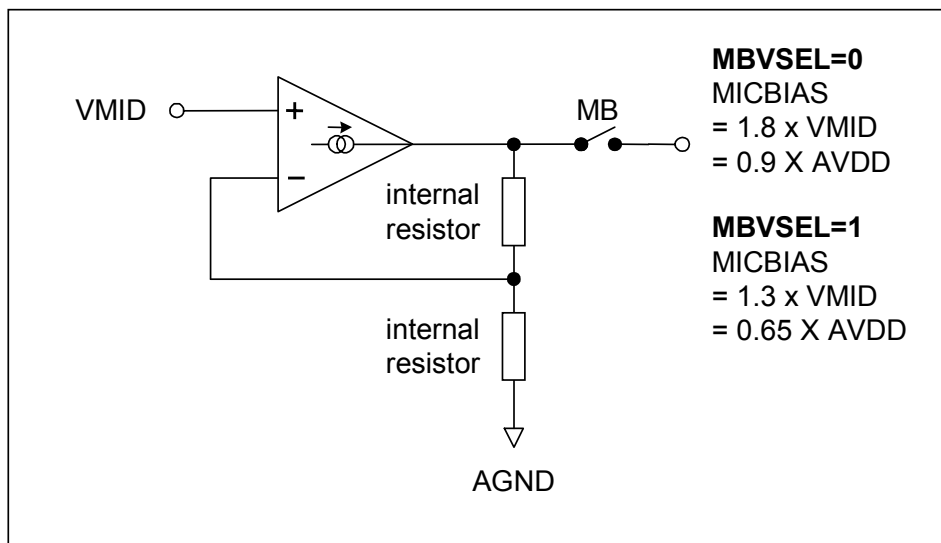 VMID
+
−
MB
internal
resistor
internal
resistor
AGND
MBVSEL=0
MICBIAS
= 1.8 x VMID
= 0.9 X AVDD
MBVSEL=1
MICBIAS
= 1.3 x VMID
= 0.65 X AVDD